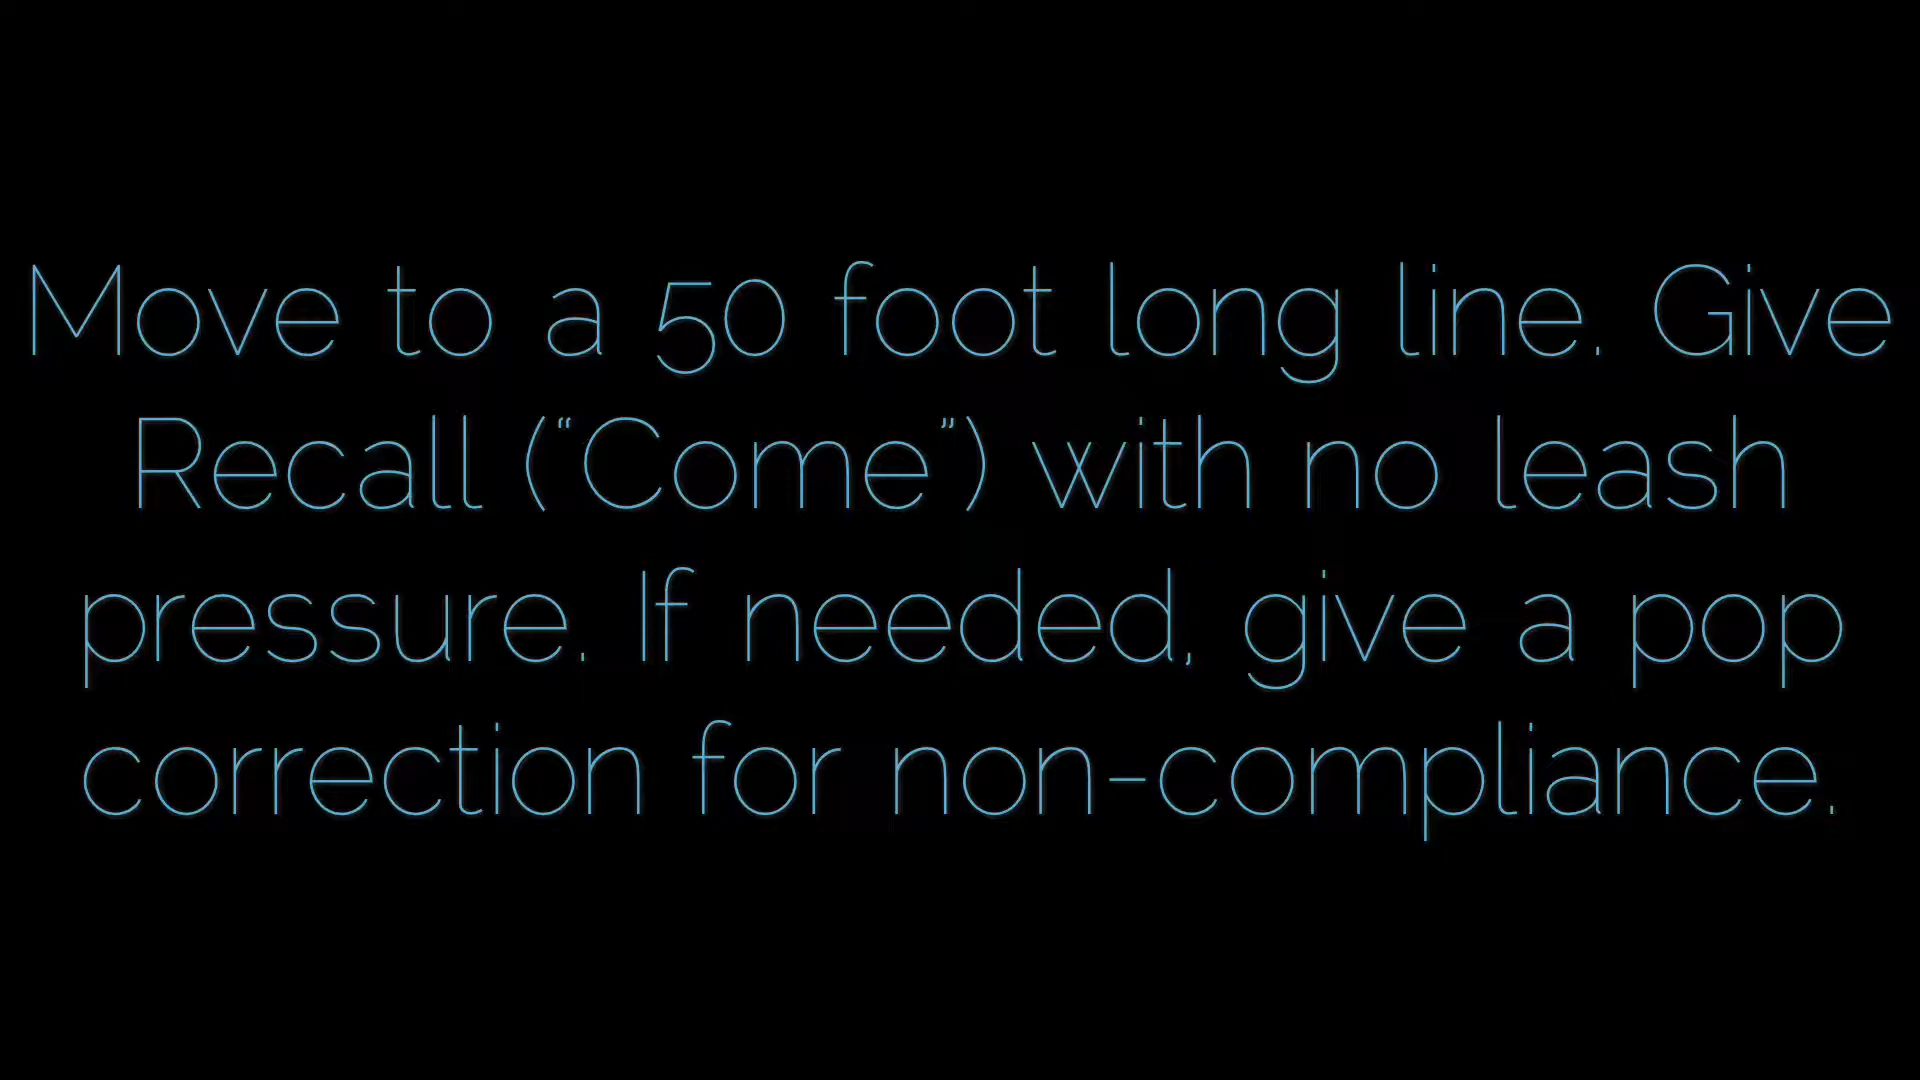 Move to a 50 foot long line. Give
Recall (“Come”) with no leash
pressure. If needed, give a pop
correction for non-compliance.